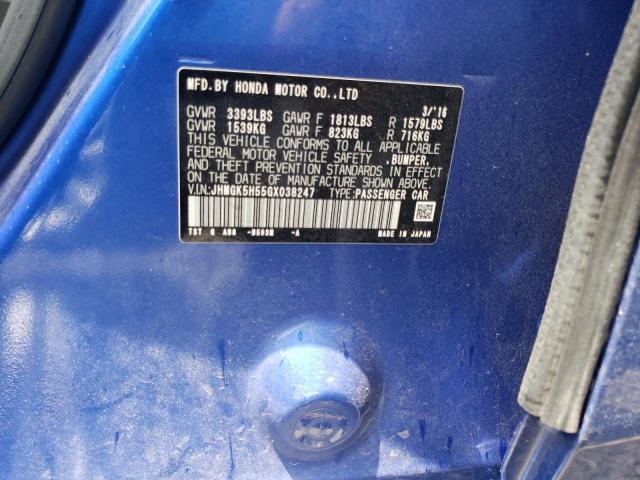 MFD.BY HONDA MOTOR CO.,LTD
3/'16
GVWR 3393LBS GAWR F 1813LBS R 1579LBS
GVWR 1539KG GAWR F 823KG R 716KG
THIS VEHICLE CONFORMS TO ALL APPLICABLE
FEDERAL MOTOR VEHICLE SAFETY ,BUMPER,
AND THEFT PREVENTION STANDARDS IN EFFECT
ON THE DATE OF MANUFACTURE SHOWN ABOVE.
V.I.N:JHMGK5H55GX038247 TYPE:PASSENGER CAR
MADE IN JAPAN